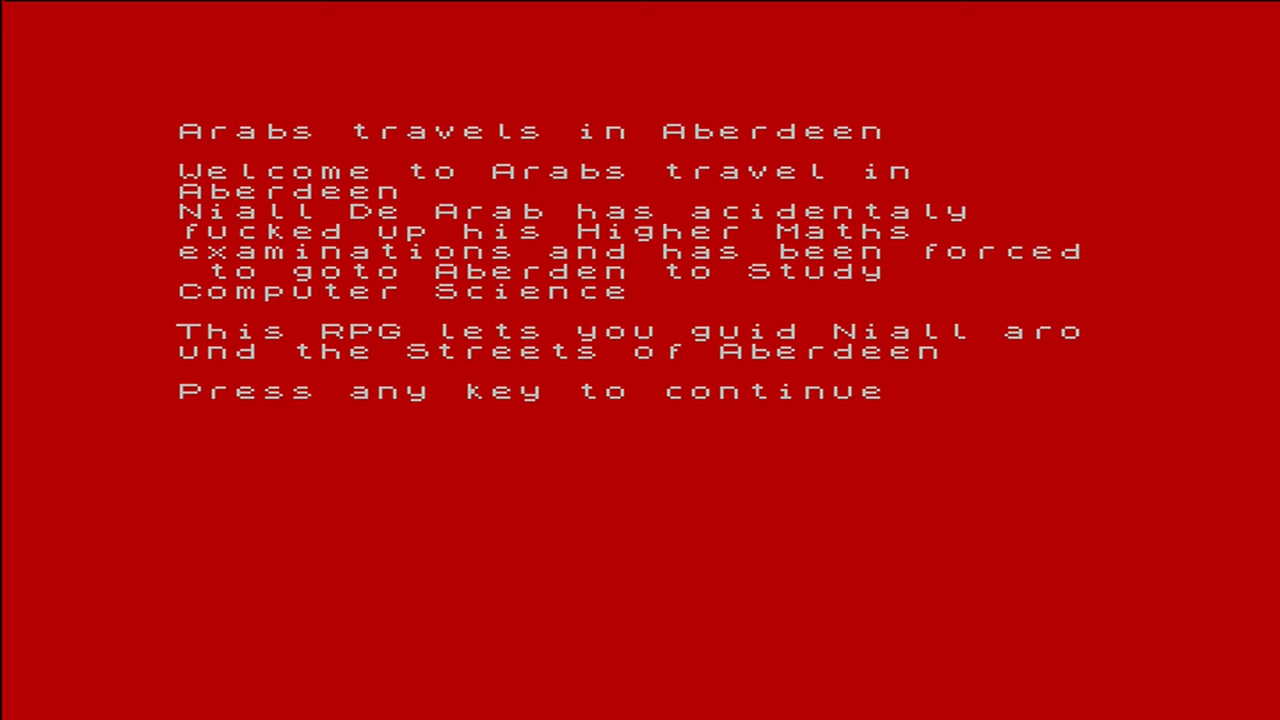 Arabs travels in Aberdeen
Welcome to Arabs travel in
Aberdeen
Niall De Arab has acidentaly
fucked up his Higher Maths
examinations and has been forced
to goto Aberden to Study
Computer Science
This RPG lets you guid Niall aro
und the Streets of Aberdeen
Press any key to continue